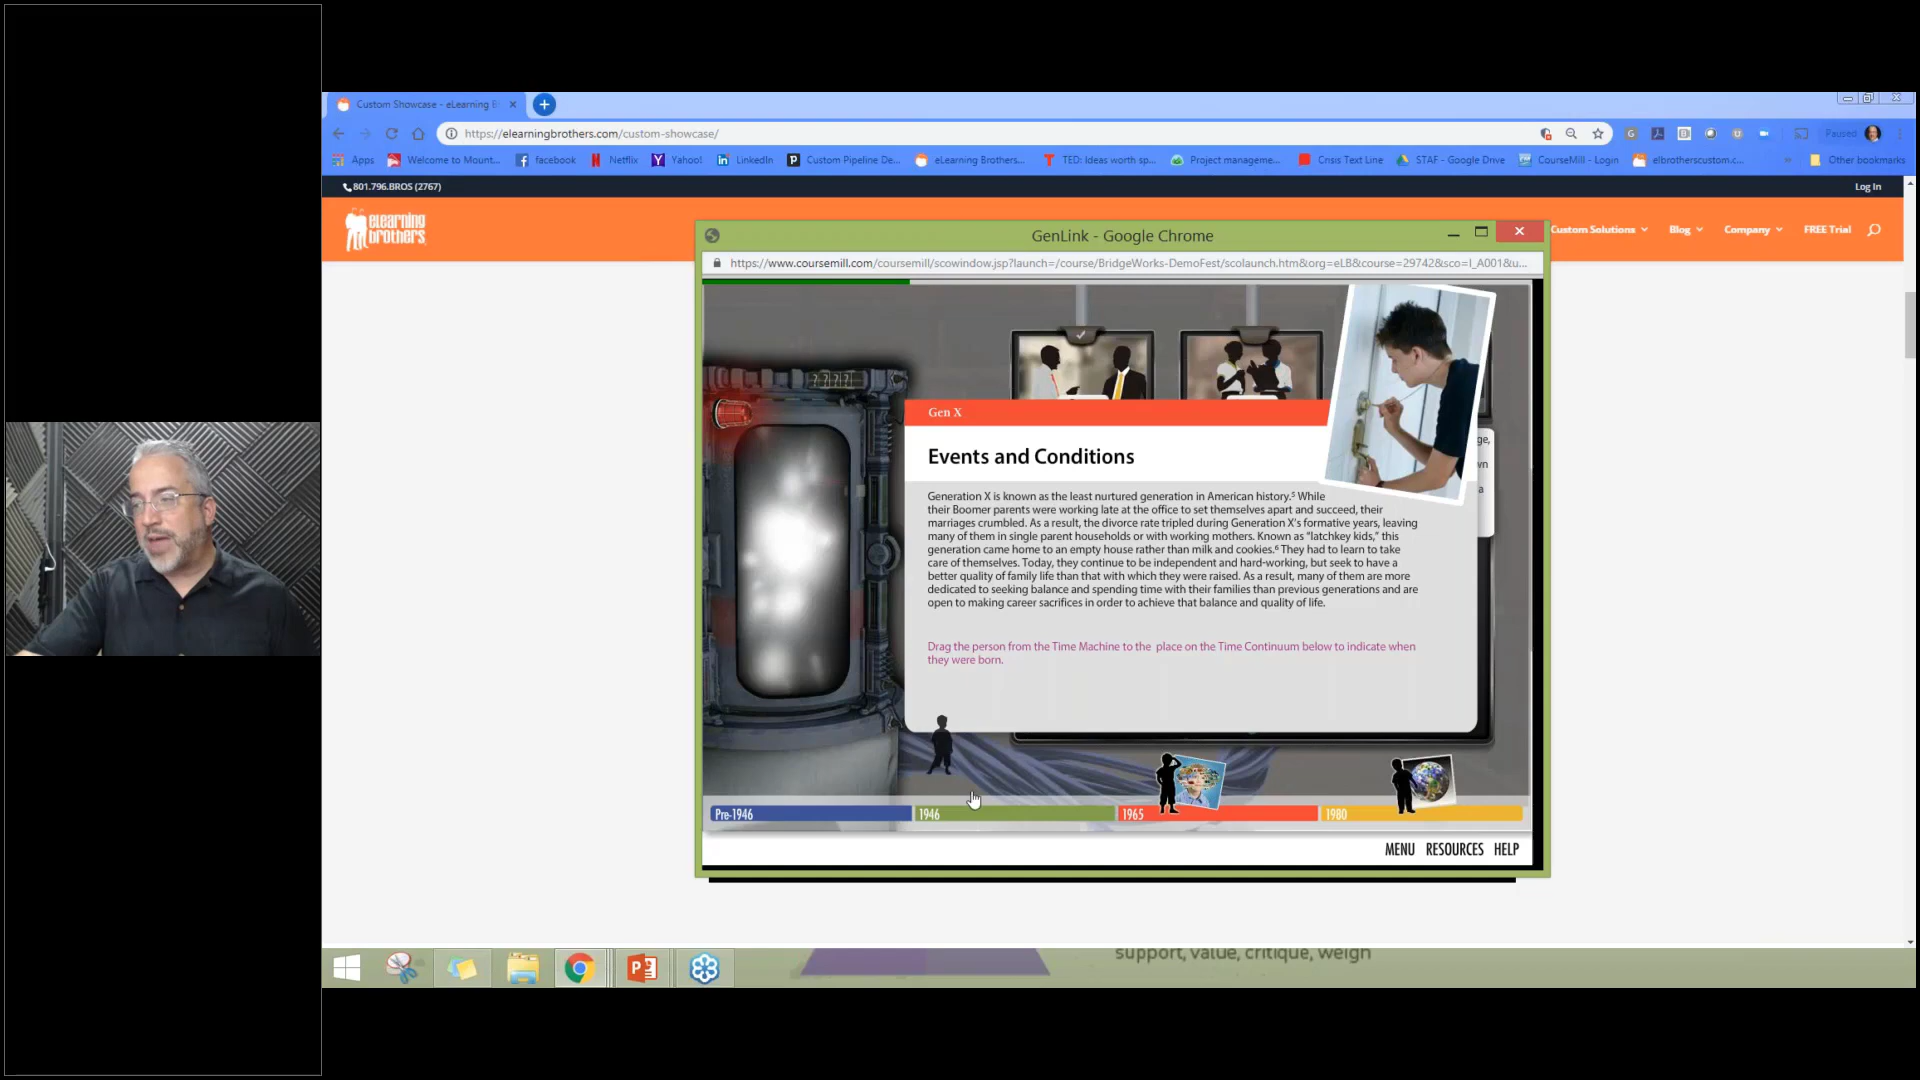 Custom Showcase - eLearning B
https://elearningbrothers.com/custom-showcase/
Paused
Apps
Welcome to Mount...
facebook
Netflix
Yahoo!
LinkedIn
Custom Pipeline De...
eLearning Brothers...
TED: Ideas worth sp...
Project manageme...
Crisis Text Line
STAF - Google Drive
CourseMill - Login
elbrotherscustom.c...
»
Other bookmarks
801.796.BROS (2767)
Log In
eLearning
brothers
Custom Solutions
Blog
Company
FREE Trial
GenLink - Google Chrome
https://www.coursemill.com/coursemill/scowindow.jsp?launch=/course/BridgeWorks-DemoFest/scolaunch.htm&org=eLB&course=29742&sco=I_A001&u...
????
Gen X
ge,
Events and Conditions
wn
a
Generation X is known as the least nurtured generation in American history.⁵ While
their Boomer parents were working late at the office to set themselves apart and succeed, their
marriages crumbled. As a result, the divorce rate tripled during Generation X's formative years, leaving
many of them in single parent households or with working mothers. Known as "latchkey kids," this
generation came home to an empty house rather than milk and cookies.⁶ They had to learn to take
care of themselves. Today, they continue to be independent and hard-working, but seek to have a
better quality of family life than that with which they were raised. As a result, many of them are more
dedicated to seeking balance and spending time with their families than previous generations and are
open to making career sacrifices in order to achieve that balance and quality of life.
Drag the person from the Time Machine to the place on the Time Continuum below to indicate when
they were born.
Pre-1946
1946
1965
1980
MENU
RESOURCES
HELP
support, value, critique, weigh